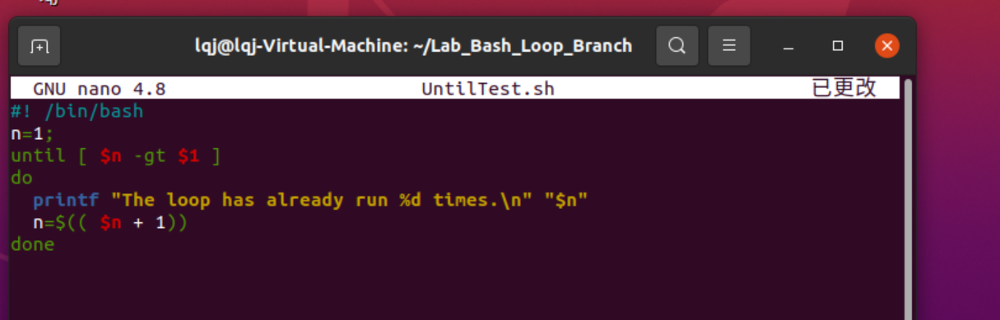 lqj
lqj@lqj-Virtual-Machine: ~/Lab_Bash_Loop_Branch
GNU nano 4.8 UntilTest.sh 已更改
#! /bin/bash
n=1;
until [ $n -gt $1 ]
do
  printf "The loop has already run %d times.\n" "$n"
  n=$(( $n + 1))
done